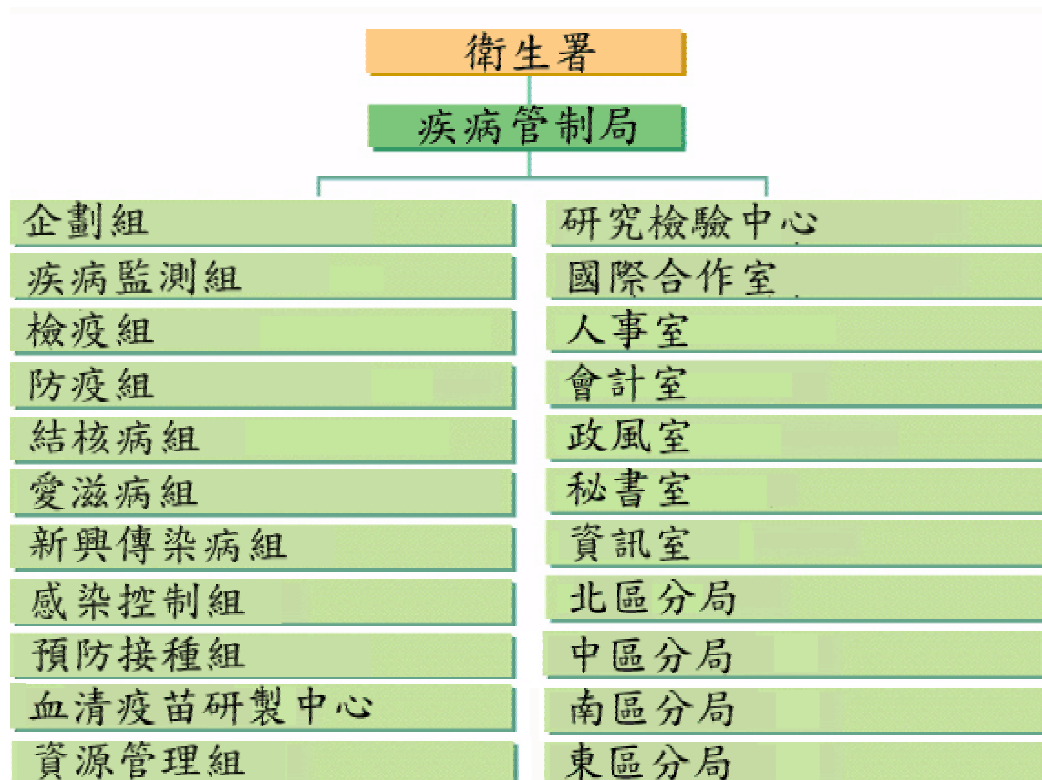 衛生署
疾病管制局
企劃組
疾病監測組
檢疫組
防疫組
結核病組
愛滋病組
新興傳染病組
感染控制組
預防接種組
血清疫苗研製中心
資源管理組
研究檢驗中心
國際合作室
人事室
會計室
政風室
秘書室
資訊室
北區分局
中區分局
南區分局
東區分局